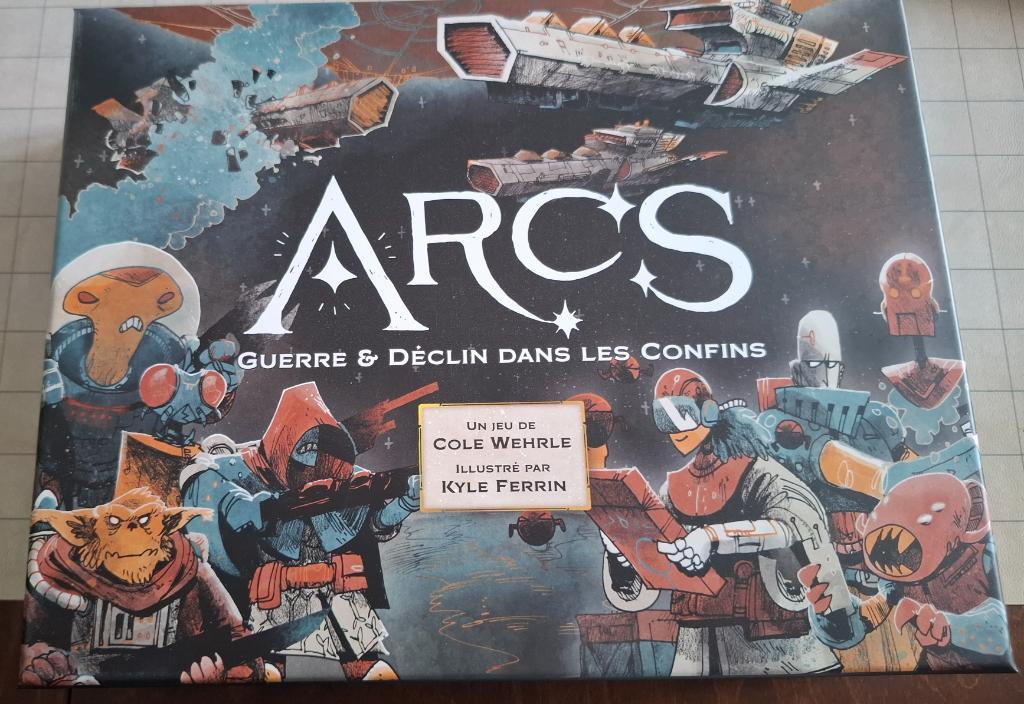 ARCS
GUERRE & DÉCLIN DANS LES CONFINS
UN JEU DE
COLE WEHRLE
ILLUSTRÉ PAR
KYLE FERRIN